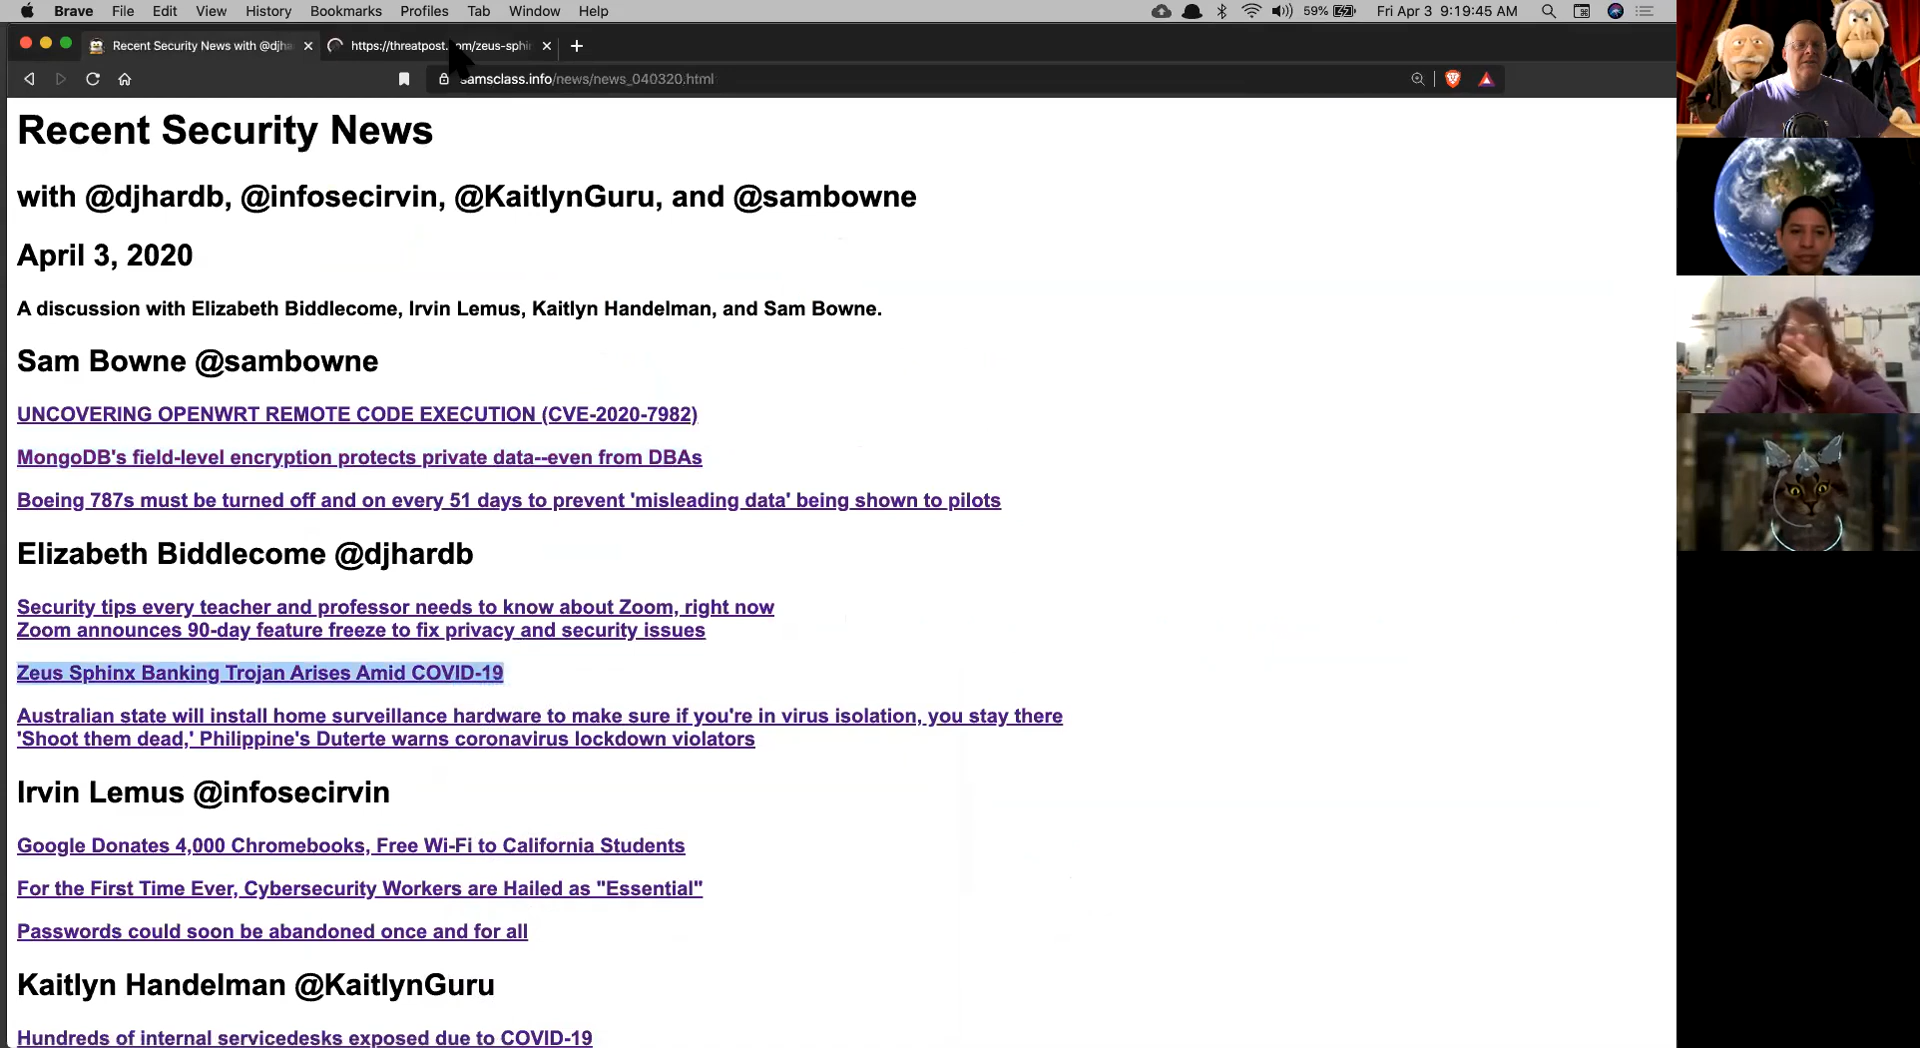 Brave File Edit View History Bookmarks Profiles Tab Window Help 59% Fri Apr 3 9:19:45 AM
Recent Security News with @djha https://threatpost.com/zeus-sphi
samsclass.info/news/news_040320.html
Recent Security News
with @djhardb, @infosecirvin, @KaitlynGuru, and @sambowne
April 3, 2020
A discussion with Elizabeth Biddlecome, Irvin Lemus, Kaitlyn Handelman, and Sam Bowne.
Sam Bowne @sambowne
UNCOVERING OPENWRT REMOTE CODE EXECUTION (CVE-2020-7982)
MongoDB's field-level encryption protects private data--even from DBAs
Boeing 787s must be turned off and on every 51 days to prevent 'misleading data' being shown to pilots
Elizabeth Biddlecome @djhardb
Security tips every teacher and professor needs to know about Zoom, right now
Zoom announces 90-day feature freeze to fix privacy and security issues
Zeus Sphinx Banking Trojan Arises Amid COVID-19
Australian state will install home surveillance hardware to make sure if you're in virus isolation, you stay there
'Shoot them dead,' Philippine's Duterte warns coronavirus lockdown violators
Irvin Lemus @infosecirvin
Google Donates 4,000 Chromebooks, Free Wi-Fi to California Students
For the First Time Ever, Cybersecurity Workers are Hailed as "Essential"
Passwords could soon be abandoned once and for all
Kaitlyn Handelman @KaitlynGuru
Hundreds of internal servicedesks exposed due to COVID-19